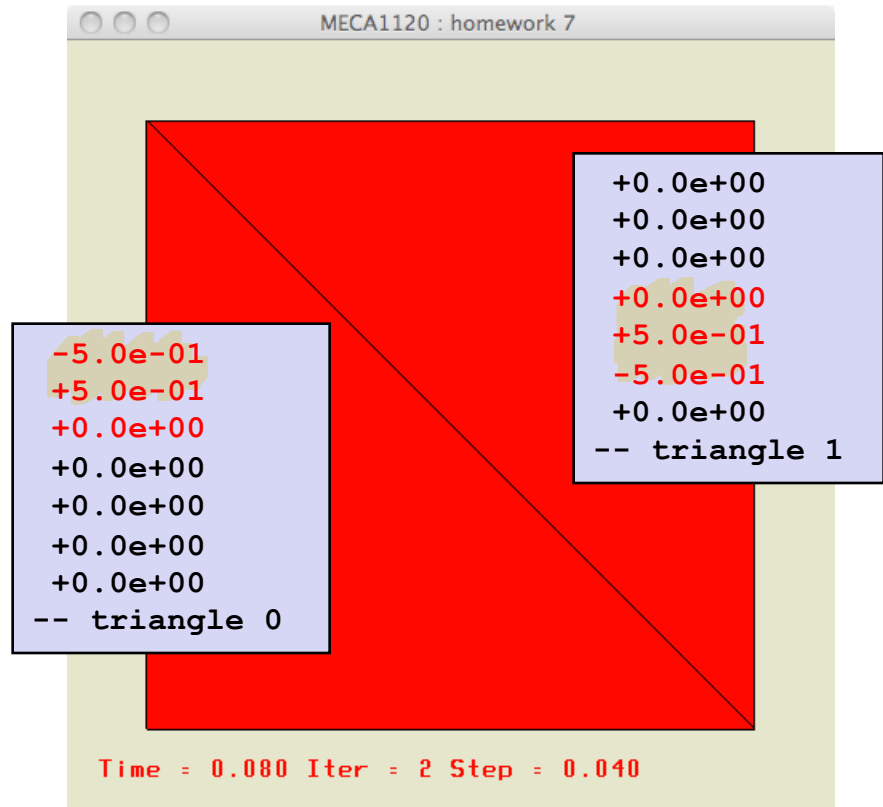 MECA1120 : homework 7
+0.0e+00
+0.0e+00
+0.0e+00
+0.0e+00
+5.0e-01
-5.0e-01
+0.0e+00
-- triangle 1
-5.0e-01
+5.0e-01
+0.0e+00
+0.0e+00
+0.0e+00
+0.0e+00
+0.0e+00
-- triangle 0
Time = 0.080 Iter = 2 Step = 0.040